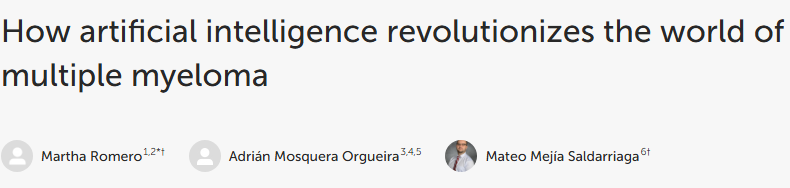 How artificial intelligence revolutionizes the world of
multiple myeloma
Martha Romero1,2*† Adrián Mosquera Orgueira3,4,5 Mateo Mejía Saldarriaga6†